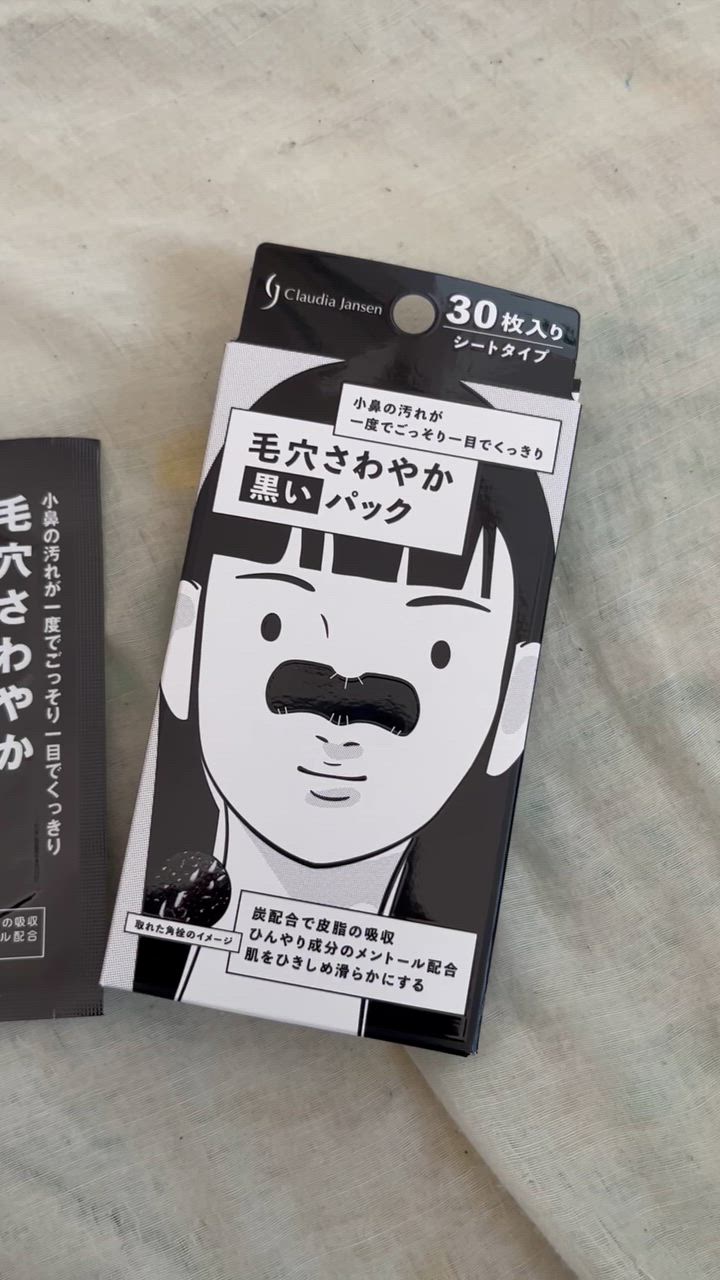 Claudia Jansen
30枚入り
シートタイプ
小鼻の汚れが
一度でごっそり一目でくっきり
毛穴さわやか
黒いパック
取れた角栓のイメージ
炭配合で皮脂の吸収
ひんやり成分のメントール配合
肌をひきしめ滑らかにする
小鼻の汚れが一度でごっそり一目でくっきり
毛穴さわやか
の吸収
ル配合